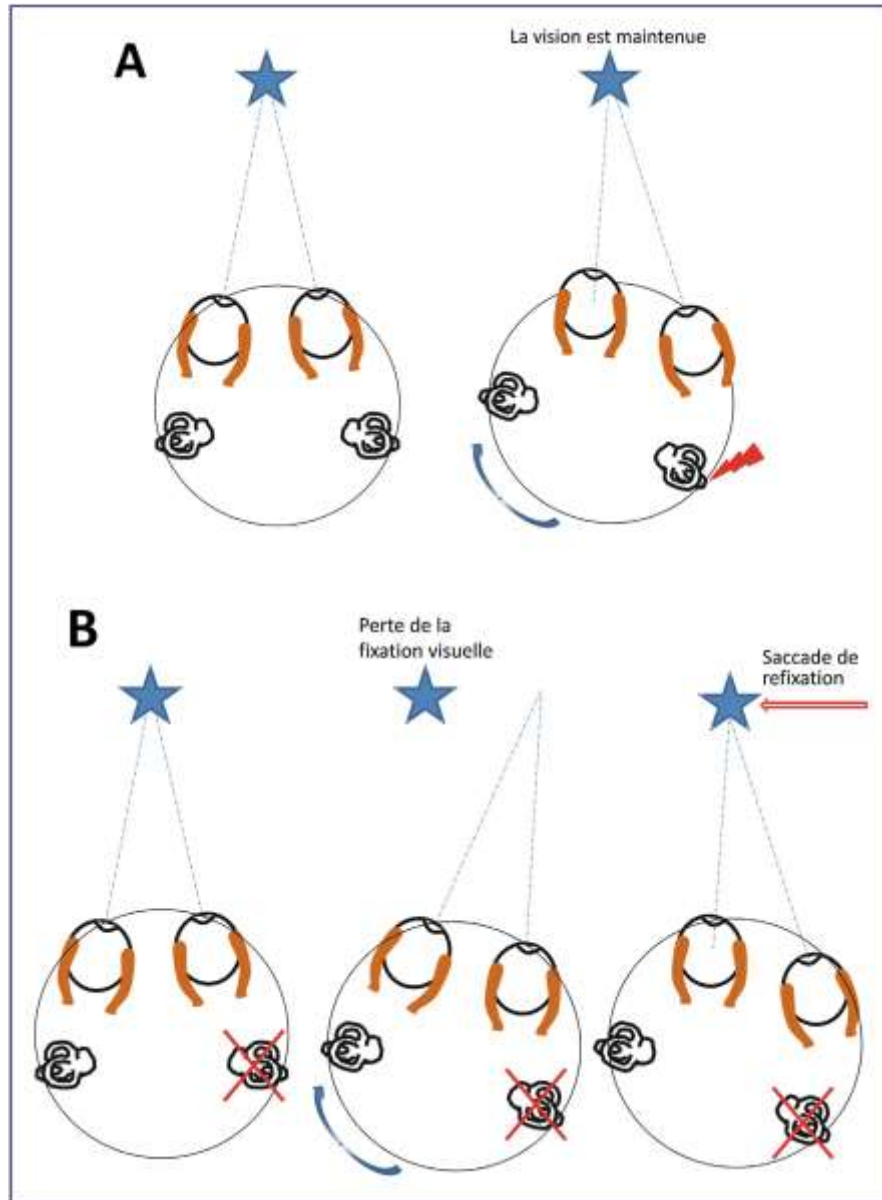 A
La vision est maintenue
B
Perte de la
fixation visuelle
Saccade de
refixation